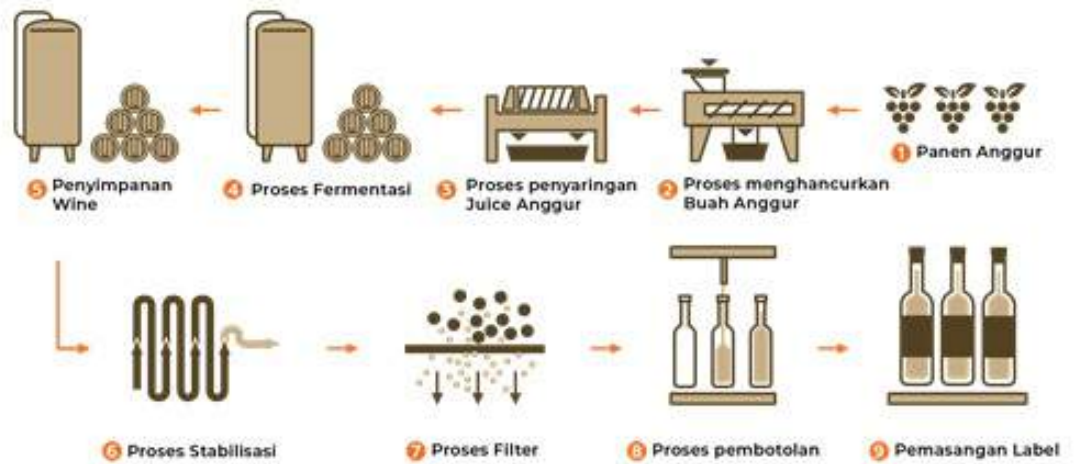 1 Panen Anggur
2 Proses menghancurkan
Buah Anggur
3 Proses penyaringan
Juice Anggur
4 Proses Fermentasi
5 Penyimpanan
Wine
6 Proses Stabilisasi
7 Proses Filter
8 Proses pembotolan
9 Pemasangan Label